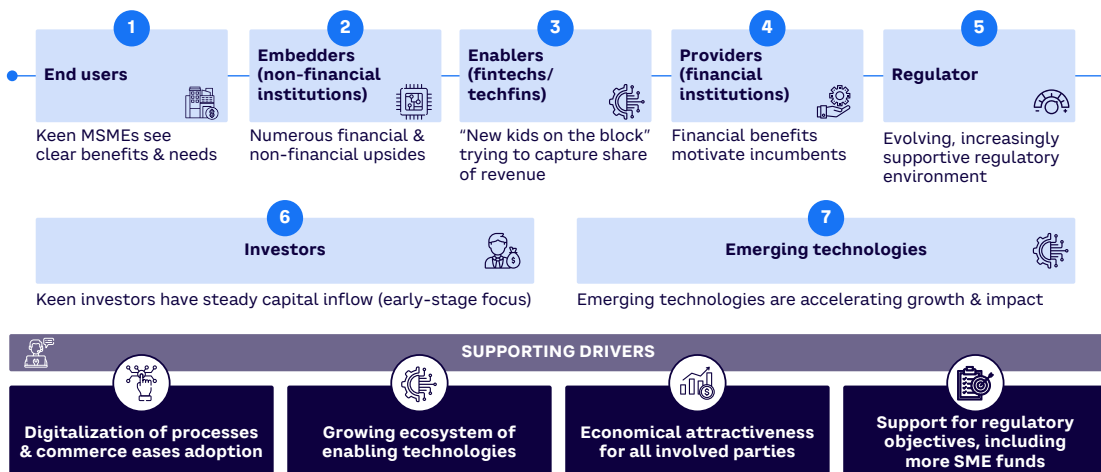 1
End users
Keen MSMEs see
clear benefits & needs
2
Embedders
(non-financial
institutions)
Numerous financial &
non-financial upsides
3
Enablers
(fintechs/
techfins)
“New kids on the block”
trying to capture share
of revenue
4
Providers
(financial
institutions)
Financial benefits
motivate incumbents
5
Regulator
Evolving, increasingly
supportive regulatory
environment
6
Investors
Keen investors have steady capital inflow (early-stage focus)
7
Emerging technologies
Emerging technologies are accelerating growth & impact
SUPPORTING DRIVERS
Digitalization of processes
& commerce eases adoption
Growing ecosystem of
enabling technologies
Economical attractiveness
for all involved parties
Support for regulatory
objectives, including
more SME funds